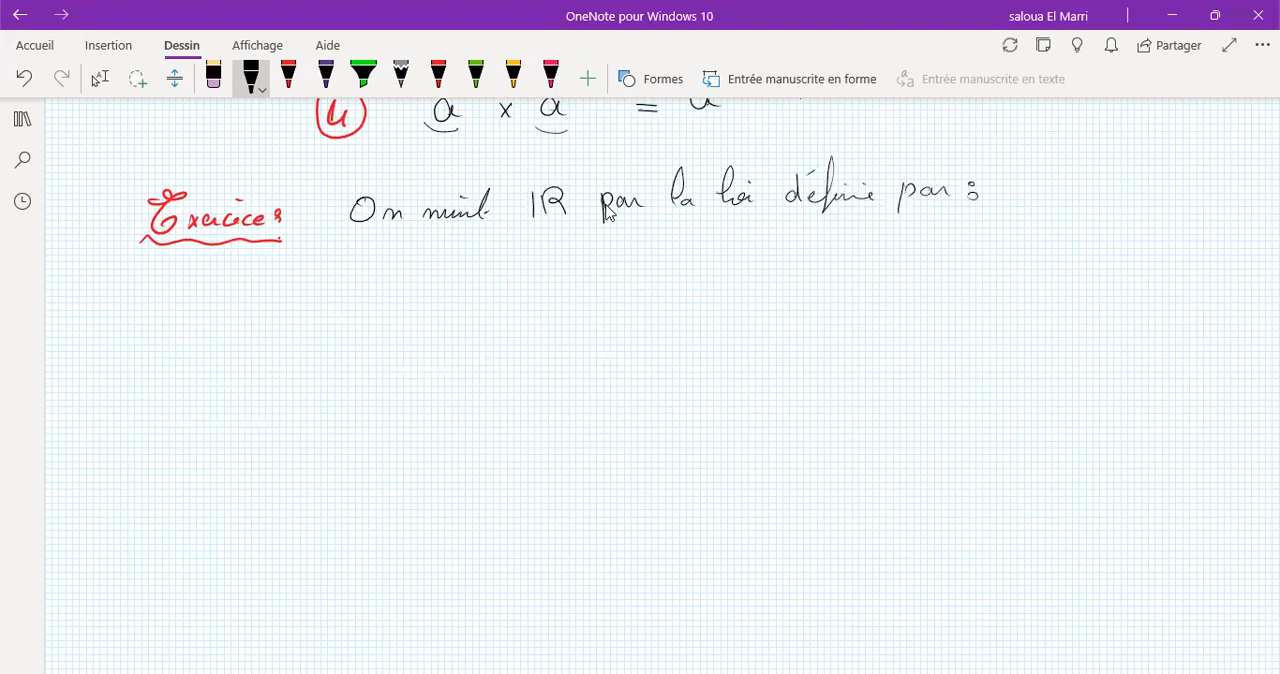 OneNote pour Windows 10
saloua El Marri
Accueil Insertion Dessin Affichage Aide
Partager
Formes Entrée manuscrite en forme Entrée manuscrite en texte
4 a x a = a
Exercice : On munit IR par la loi définie par :